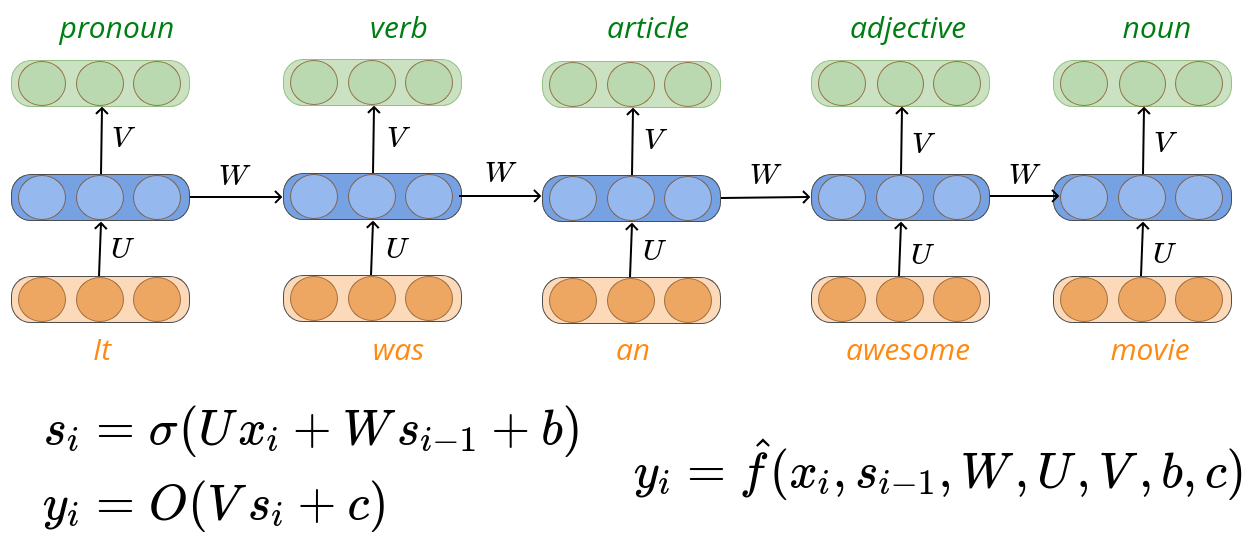 pronoun verb article adjective noun
V V V V V
W W W W
U U U U U
It was an awesome movie
s_i = σ(Ux_i + Ws_{i−1} + b)
y_i = O(Vs_i + c)
y_i = f̂(x_i, s_{i−1}, W, U, V, b, c)